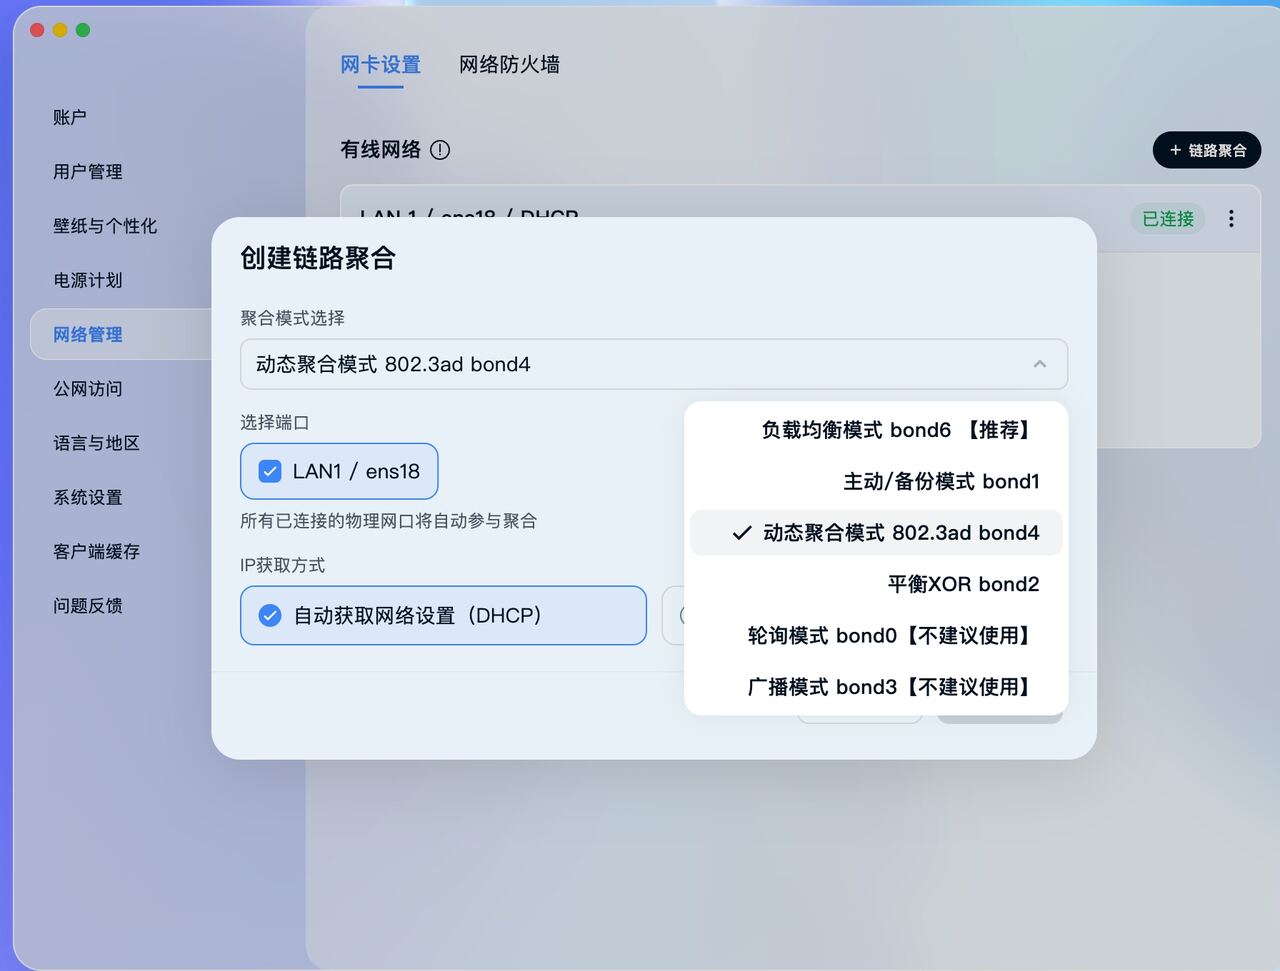 网卡设置
网络防火墙
账户
用户管理
壁纸与个性化
电源计划
网络管理
公网访问
语言与地区
系统设置
客户端缓存
问题反馈
有线网络
+ 链路聚合
LAN 1 / ens18 / DHCP
已连接
创建链路聚合
聚合模式选择
动态聚合模式 802.3ad bond4
选择端口
LAN1 / ens18
所有已连接的物理网口将自动参与聚合
IP获取方式
自动获取网络设置（DHCP）
负载均衡模式 bond6 【推荐】
主动/备份模式 bond1
动态聚合模式 802.3ad bond4
平衡XOR bond2
轮询模式 bond0【不建议使用】
广播模式 bond3【不建议使用】